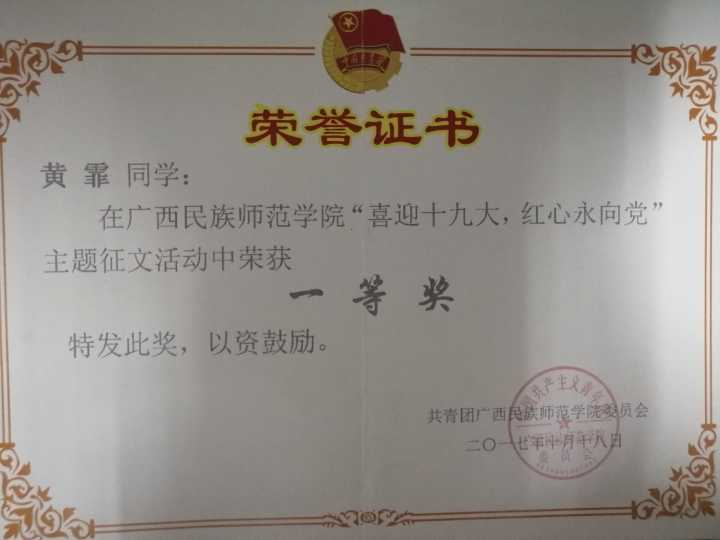 荣誉证书
黄霏 同学：
在广西民族师范学院“喜迎十九大，红心永向党”
主题征文活动中荣获
一等奖
特发此奖，以资鼓励。
共青团广西民族师范学院委员会
二〇一七年十月十八日